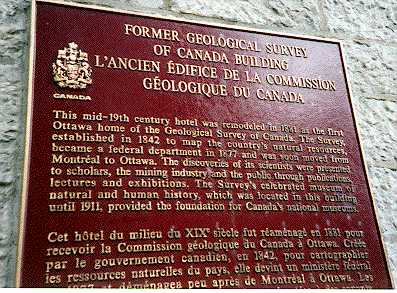 FORMER GEOLOGICAL SURVEY
OF CANADA BUILDING
L'ANCIEN ÉDIFICE DE LA COMMISSION
GÉOLOGIQUE DU CANADA
CANADA
This mid-19th century hotel was remodeled in 1881 as the first
Ottawa home of the Geological Survey of Canada. The Survey,
established in 1842 to map the country's natural resources,
became a federal department in 1877 and was soon moved from
Montréal to Ottawa. The discoveries of its scientists were presented
to scholars, the mining industry and the public through publications,
lectures and exhibitions. The Survey's celebrated museum of
natural and human history, which was located in this building
until 1911, provided the foundation for Canada's national museums.
Cet hôtel du milieu du XIXe siècle fut réaménagé en 1881 pour
recevoir la Commission géologique du Canada à Ottawa. Créée
par le gouvernement canadien, en 1842, pour cartographier
les ressources naturelles du pays, elle devint un ministère fédéral
1877 et déménagea peu après de Montréal à Ottawa. Les